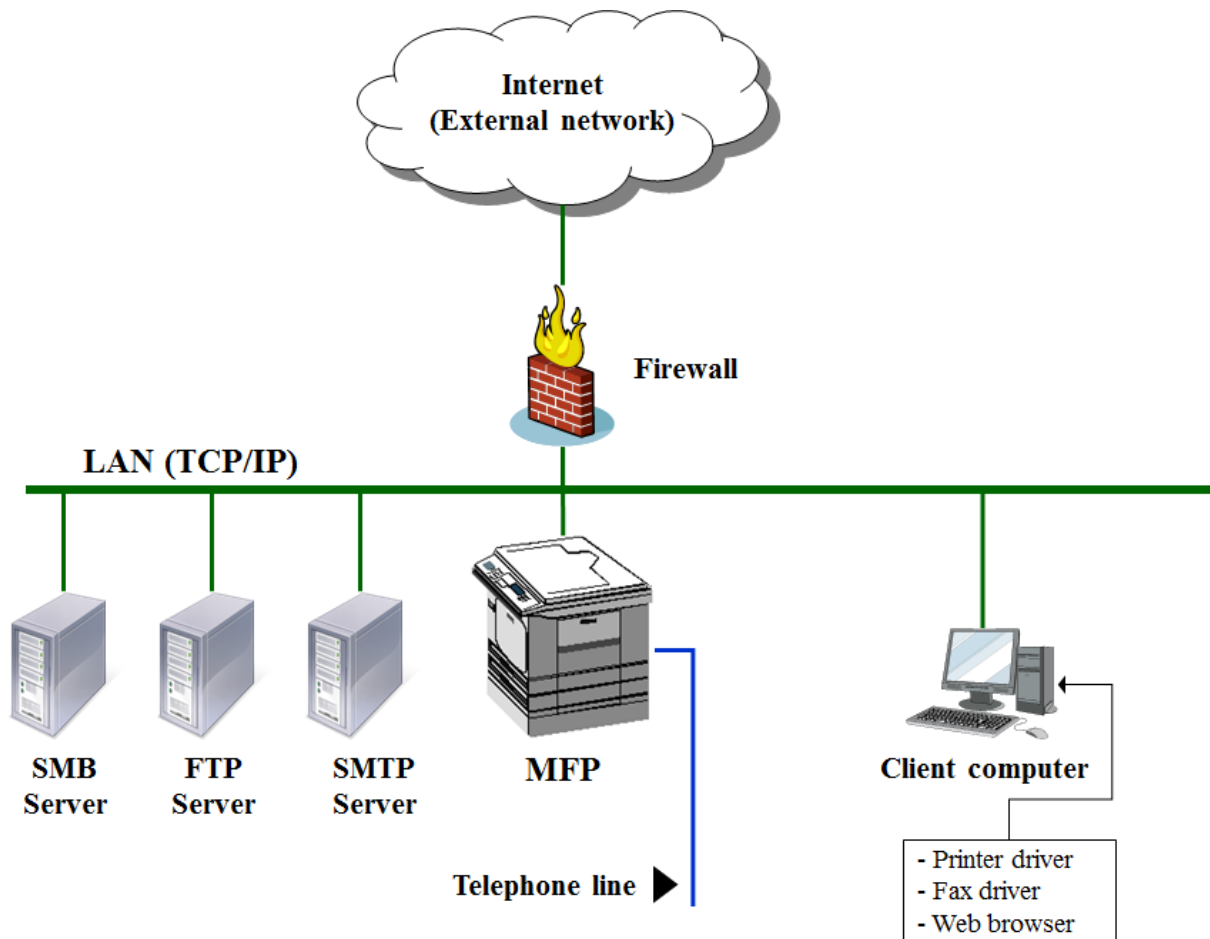 Internet
(External network)
Firewall
LAN (TCP/IP)
SMB
Server
FTP
Server
SMTP
Server
MFP
Client computer
Telephone line
- Printer driver
- Fax driver
- Web browser